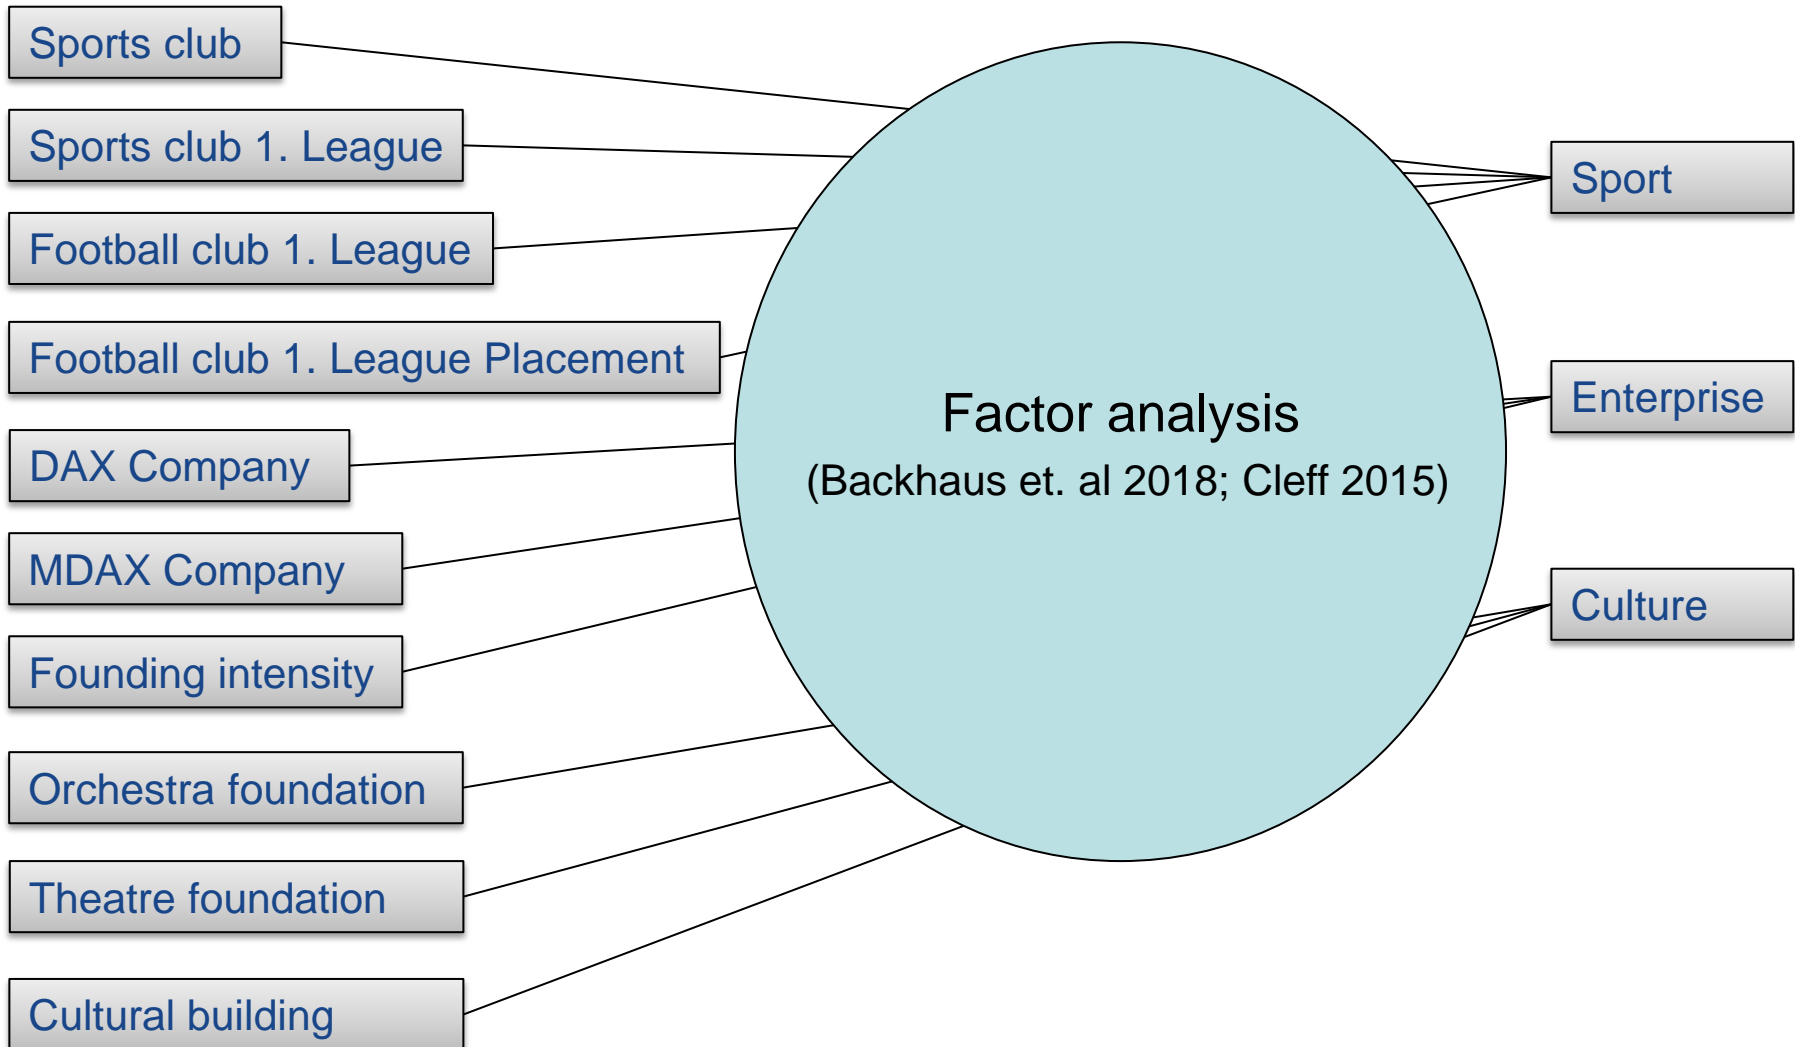 Sports club
Sports club 1. League
Football club 1. League
Football club 1. League Placement
DAX Company
MDAX Company
Founding intensity
Orchestra foundation
Theatre foundation
Cultural building
Factor analysis
(Backhaus et. al 2018; Cleff 2015)
Sport
Enterprise
Culture